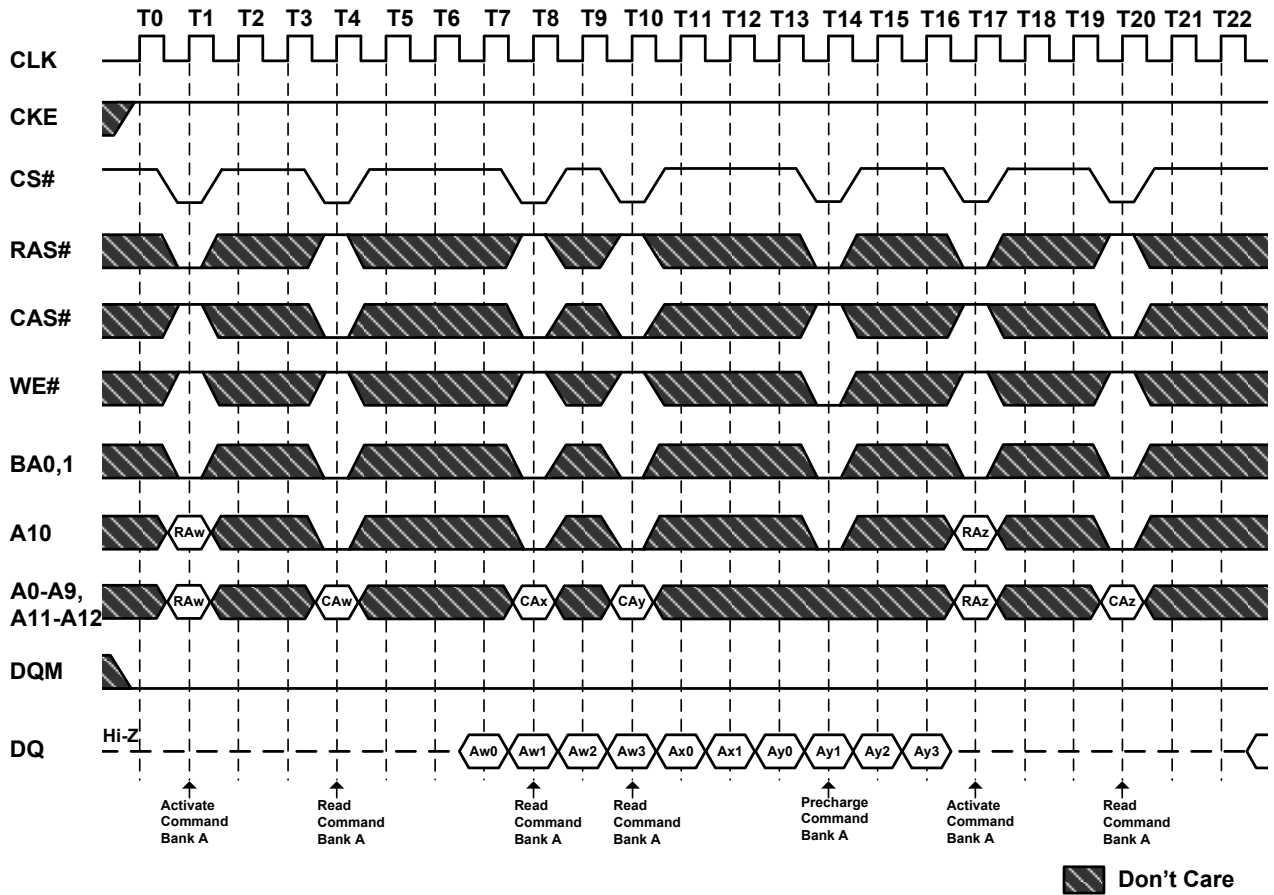 T0 T1 T2 T3 T4 T5 T6 T7 T8 T9 T10 T11 T12 T13 T14 T15 T16 T17 T18 T19 T20 T21 T22
CLK
CKE
CS#
RAS#
CAS#
WE#
BA0,1
A10 RAw RAz
A0-A9,
A11-A12 RAw CAw CAx CAy RAz CAz
DQM
DQ Hi-Z Aw0 Aw1 Aw2 Aw3 Ax0 Ax1 Ay0 Ay1 Ay2 Ay3
Activate
Command
Bank A
Read
Command
Bank A
Read
Command
Bank A
Read
Command
Bank A
Precharge
Command
Bank A
Activate
Command
Bank A
Read
Command
Bank A
Don't Care